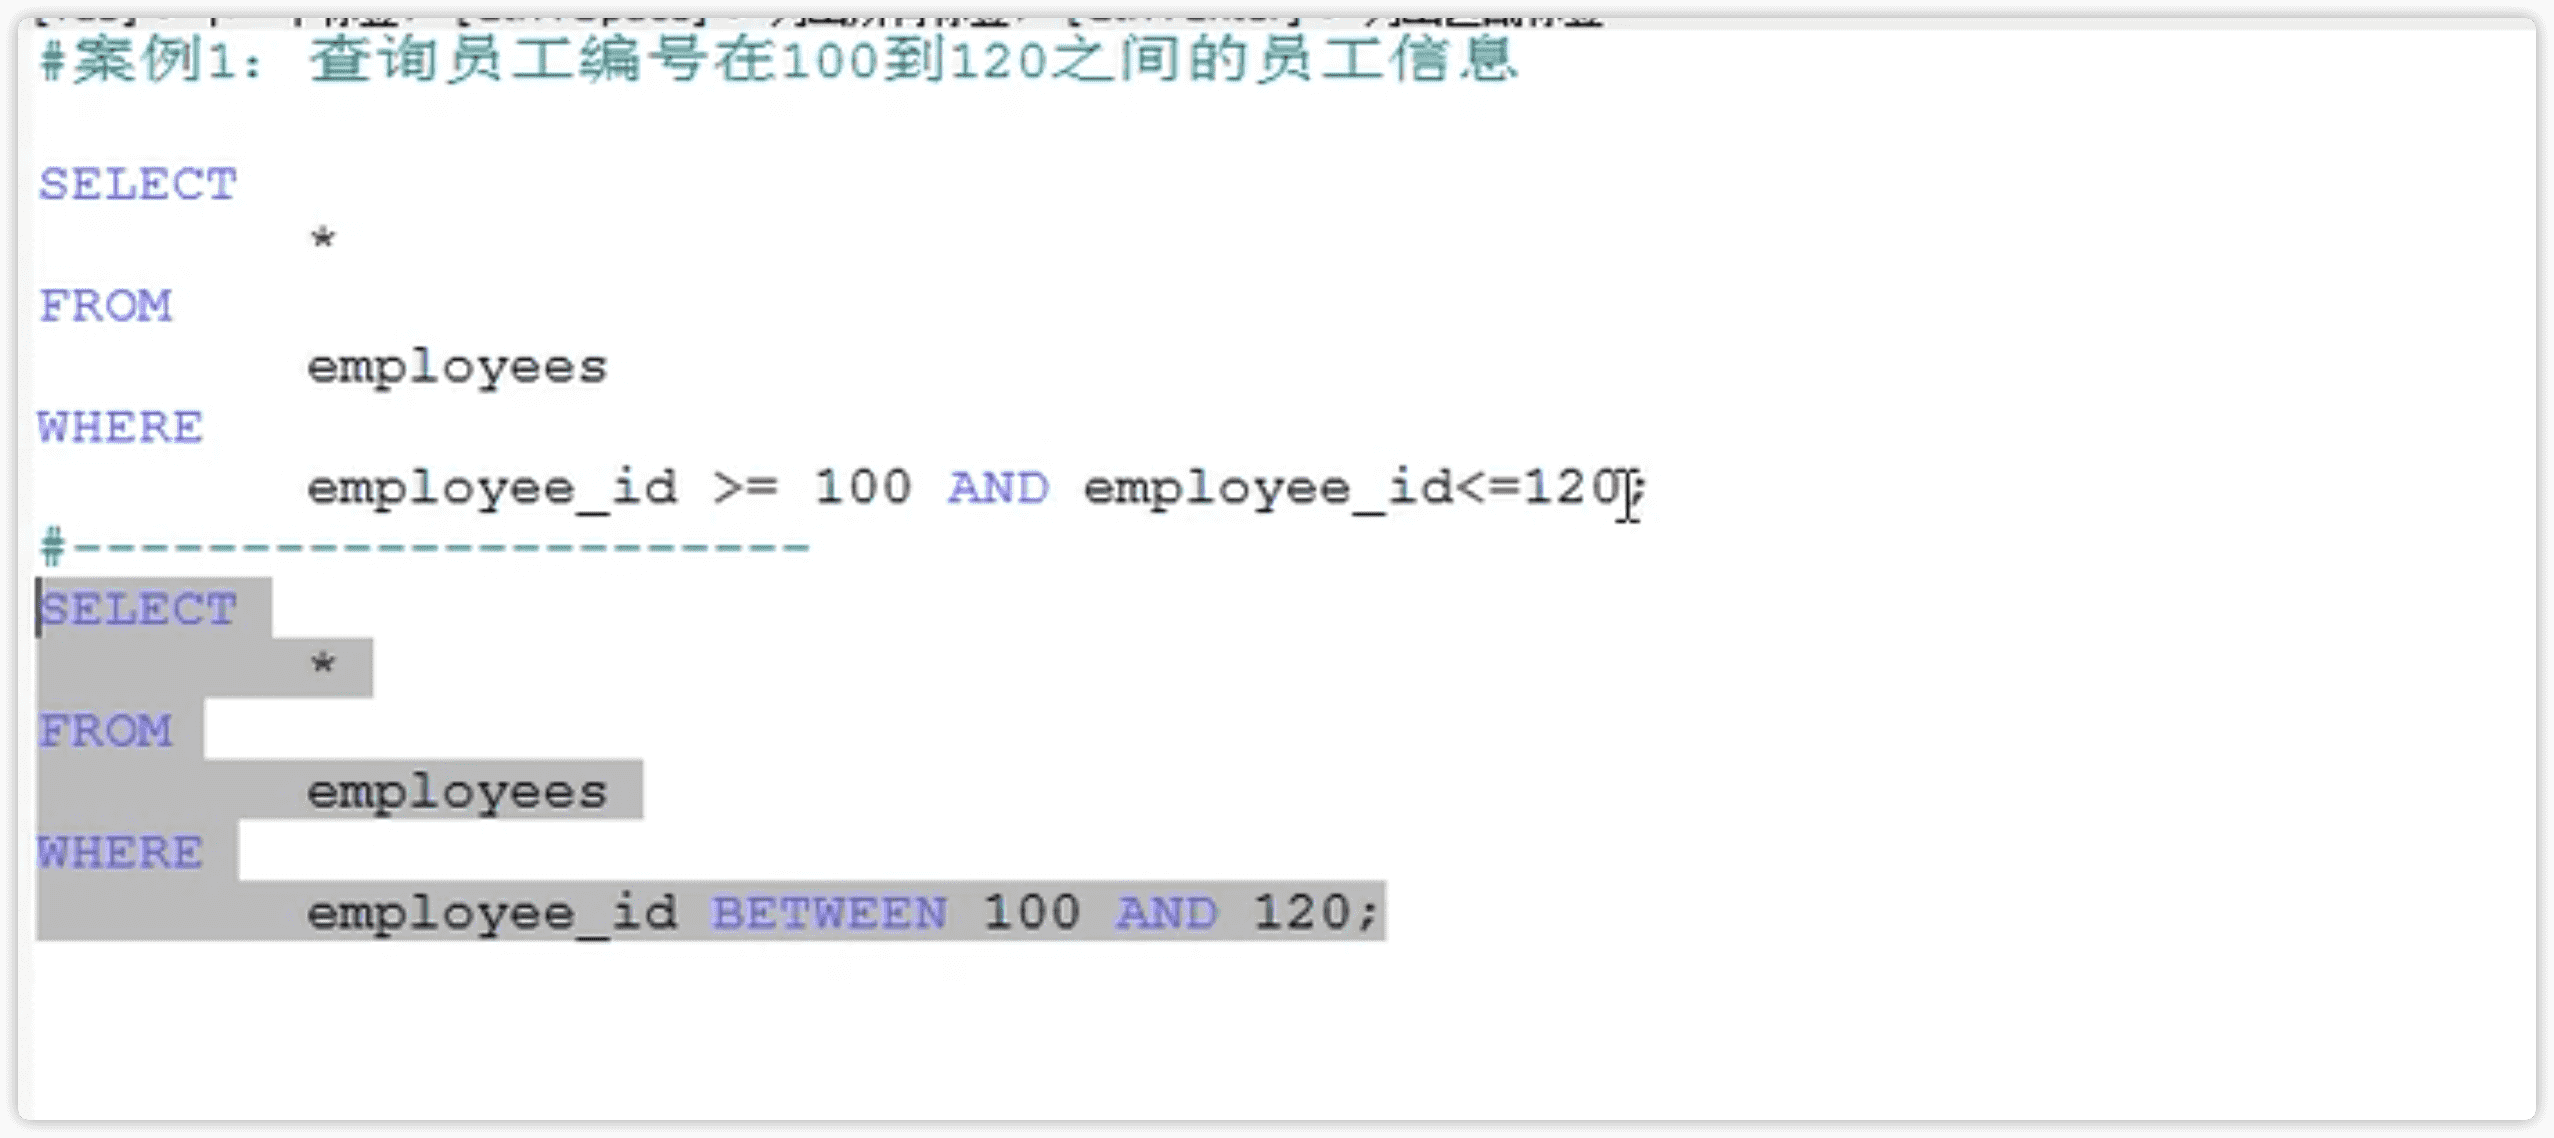 #案例1：查询员工编号在100到120之间的员工信息
SELECT
*
FROM
employees
WHERE
employee_id >= 100 AND employee_id<=120;
#----------------------
SELECT
*
FROM
employees
WHERE
employee_id BETWEEN 100 AND 120;